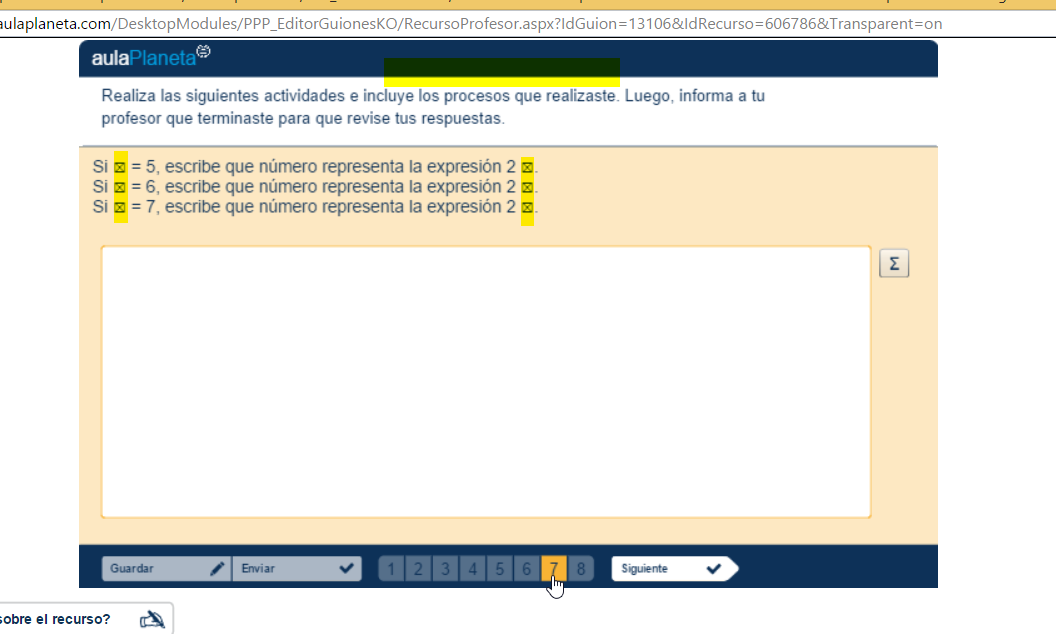 aulaplaneta.com/DesktopModules/PPP_EditorGuionesKO/RecursoProfesor.aspx?IdGuion=13106&IdRecurso=606786&Transparent=on
aulaPlaneta
Realiza las siguientes actividades e incluye los procesos que realizaste. Luego, informa a tu
profesor que terminaste para que revise tus respuestas.
Si ☒ = 5, escribe que número representa la expresión 2 ☒.
Si ☒ = 6, escribe que número representa la expresión 2 ☒.
Si ☒ = 7, escribe que número representa la expresión 2 ☒.
Σ
Guardar Enviar 1 2 3 4 5 6 7 8 Siguiente
sobre el recurso?